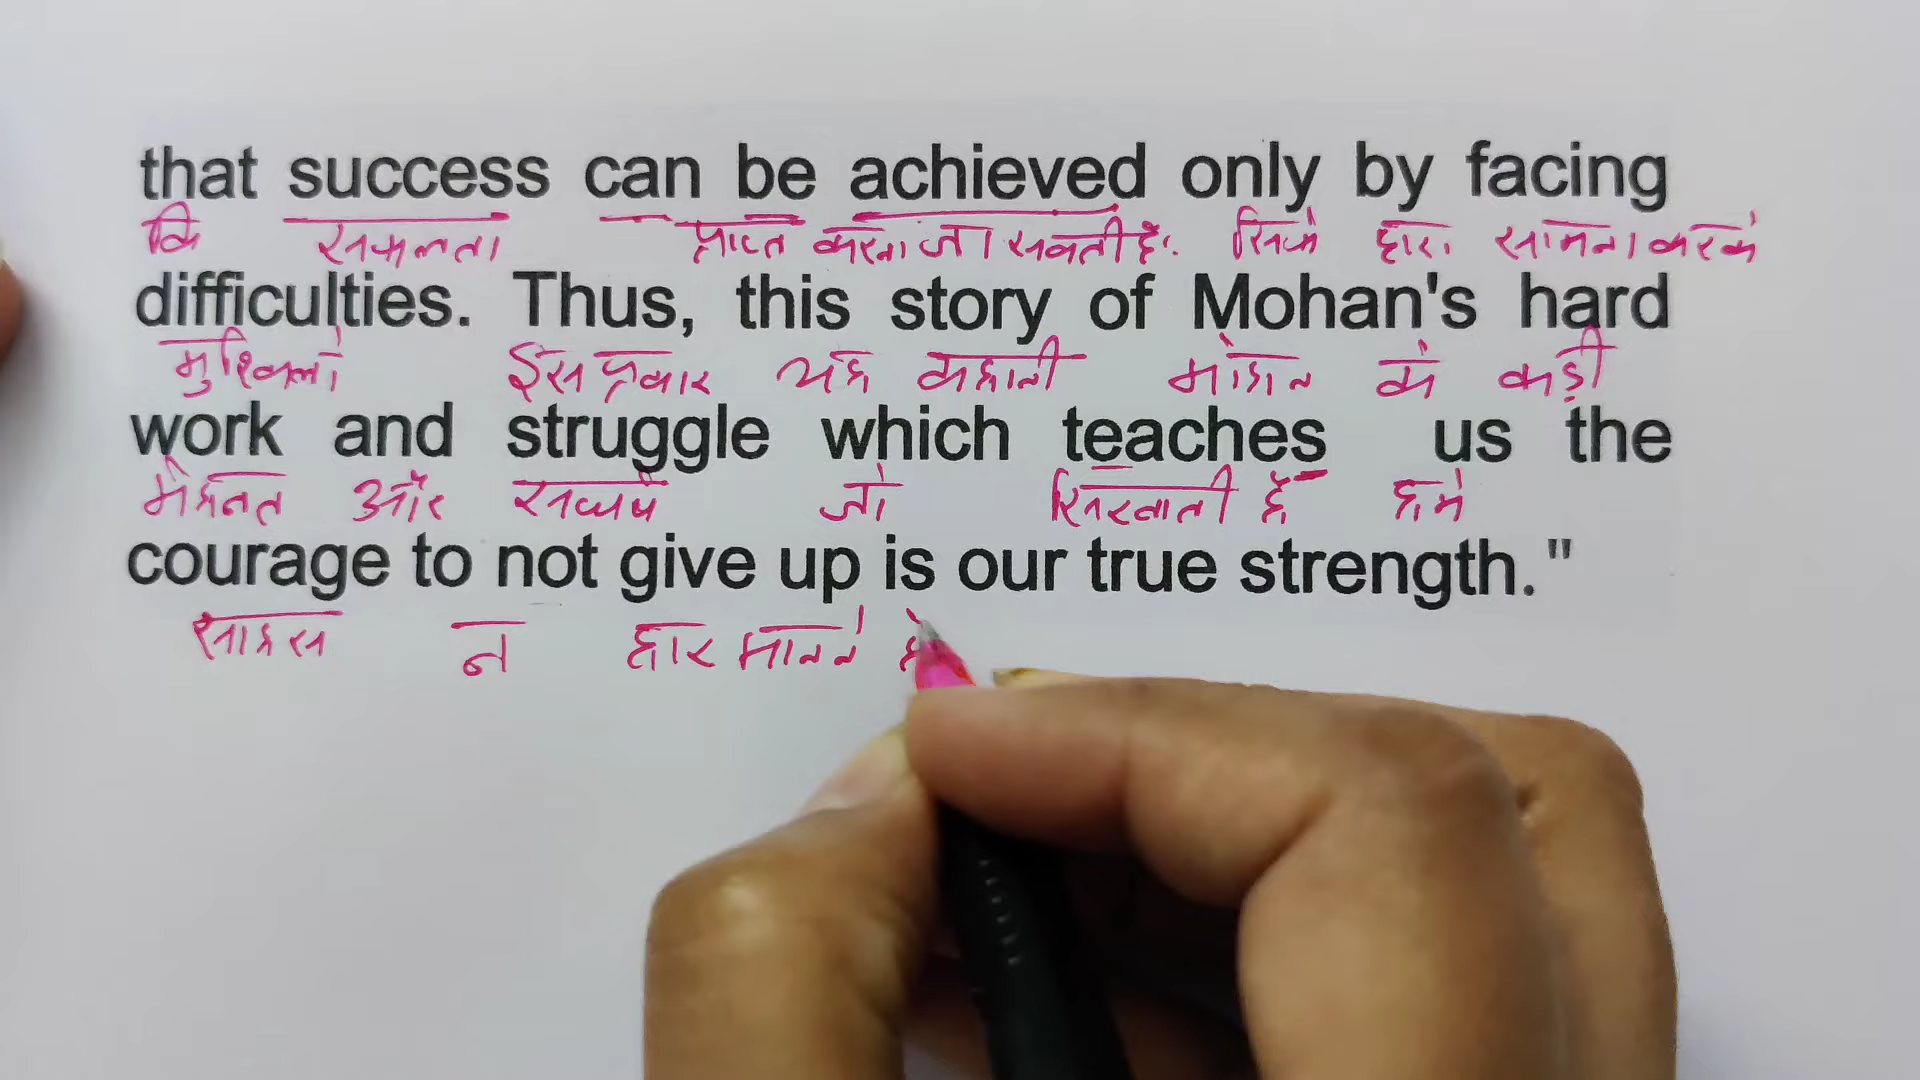 that success can be achieved only by facing
कि सफलता प्राप्त करना जा सकती है। सिर्फ द्वारा सामना करके
difficulties. Thus, this story of Mohan's hard
मुश्किलों इस प्रकार यह कहानी मोहन के कड़ी
work and struggle which teaches us the
मेहनत और संघर्ष जो सिखाती है हमें
courage to not give up is our true strength."
साहस न हार मानने